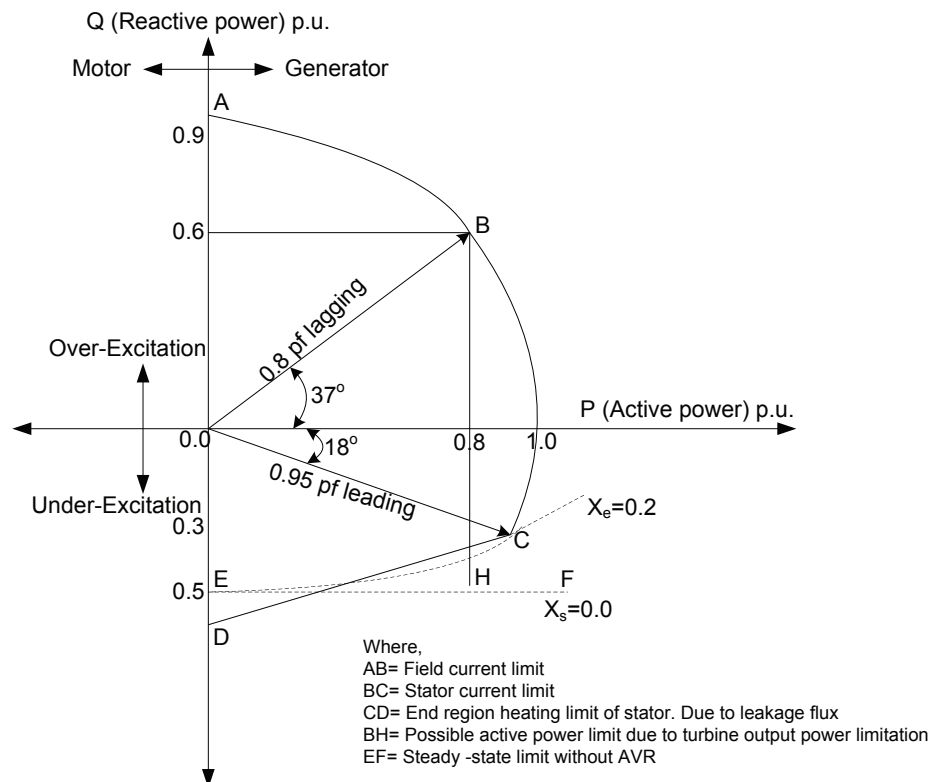 Q (Reactive power) p.u.
Motor
Generator
A
0.9
0.6
B
0.8 pf lagging
Over-Excitation
37°
P (Active power) p.u.
0.0
0.8
1.0
18°
0.95 pf leading
Under-Excitation
0.3
Xe=0.2
C
E
H
F
0.5
Xs=0.0
D
Where,
AB= Field current limit
BC= Stator current limit
CD= End region heating limit of stator. Due to leakage flux
BH= Possible active power limit due to turbine output power limitation
EF= Steady -state limit without AVR